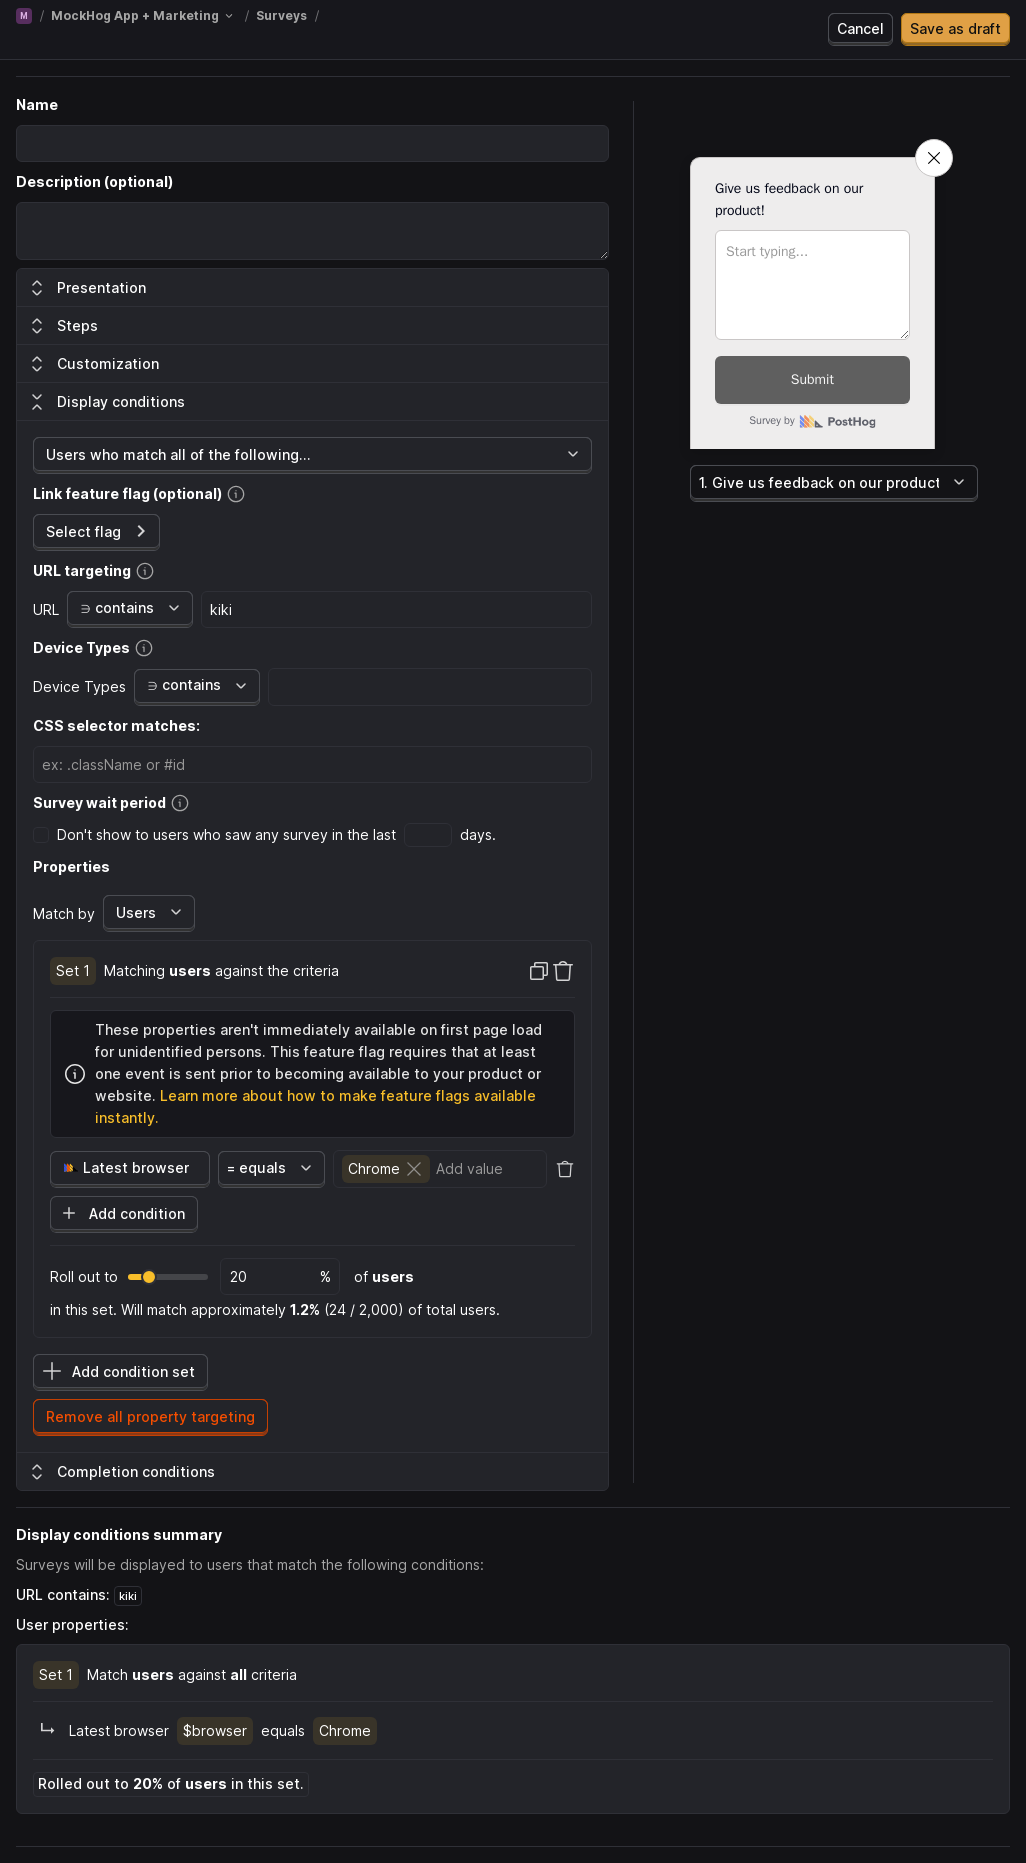 M / MockHog App + Marketing / Surveys /
Cancel
Save as draft
Name
Description (optional)
Presentation
Steps
Customization
Display conditions
Users who match all of the following...
Link feature flag (optional)
Select flag
URL targeting
URL ∋ contains kiki
Device Types
Device Types ∋ contains
CSS selector matches:
ex: .className or #id
Survey wait period
Don't show to users who saw any survey in the last days.
Properties
Match by Users
Set 1 Matching users against the criteria
These properties aren't immediately available on first page load
for unidentified persons. This feature flag requires that at least
one event is sent prior to becoming available to your product or
website. Learn more about how to make feature flags available
instantly.
Latest browser = equals Chrome Add value
Add condition
Roll out to 20 % of users
in this set. Will match approximately 1.2% (24 / 2,000) of total users.
Add condition set
Remove all property targeting
Completion conditions
Give us feedback on our
product!
Start typing...
Submit
Survey by PostHog
1. Give us feedback on our product
Display conditions summary
Surveys will be displayed to users that match the following conditions:
URL contains: kiki
User properties:
Set 1 Match users against all criteria
Latest browser $browser equals Chrome
Rolled out to 20% of users in this set.